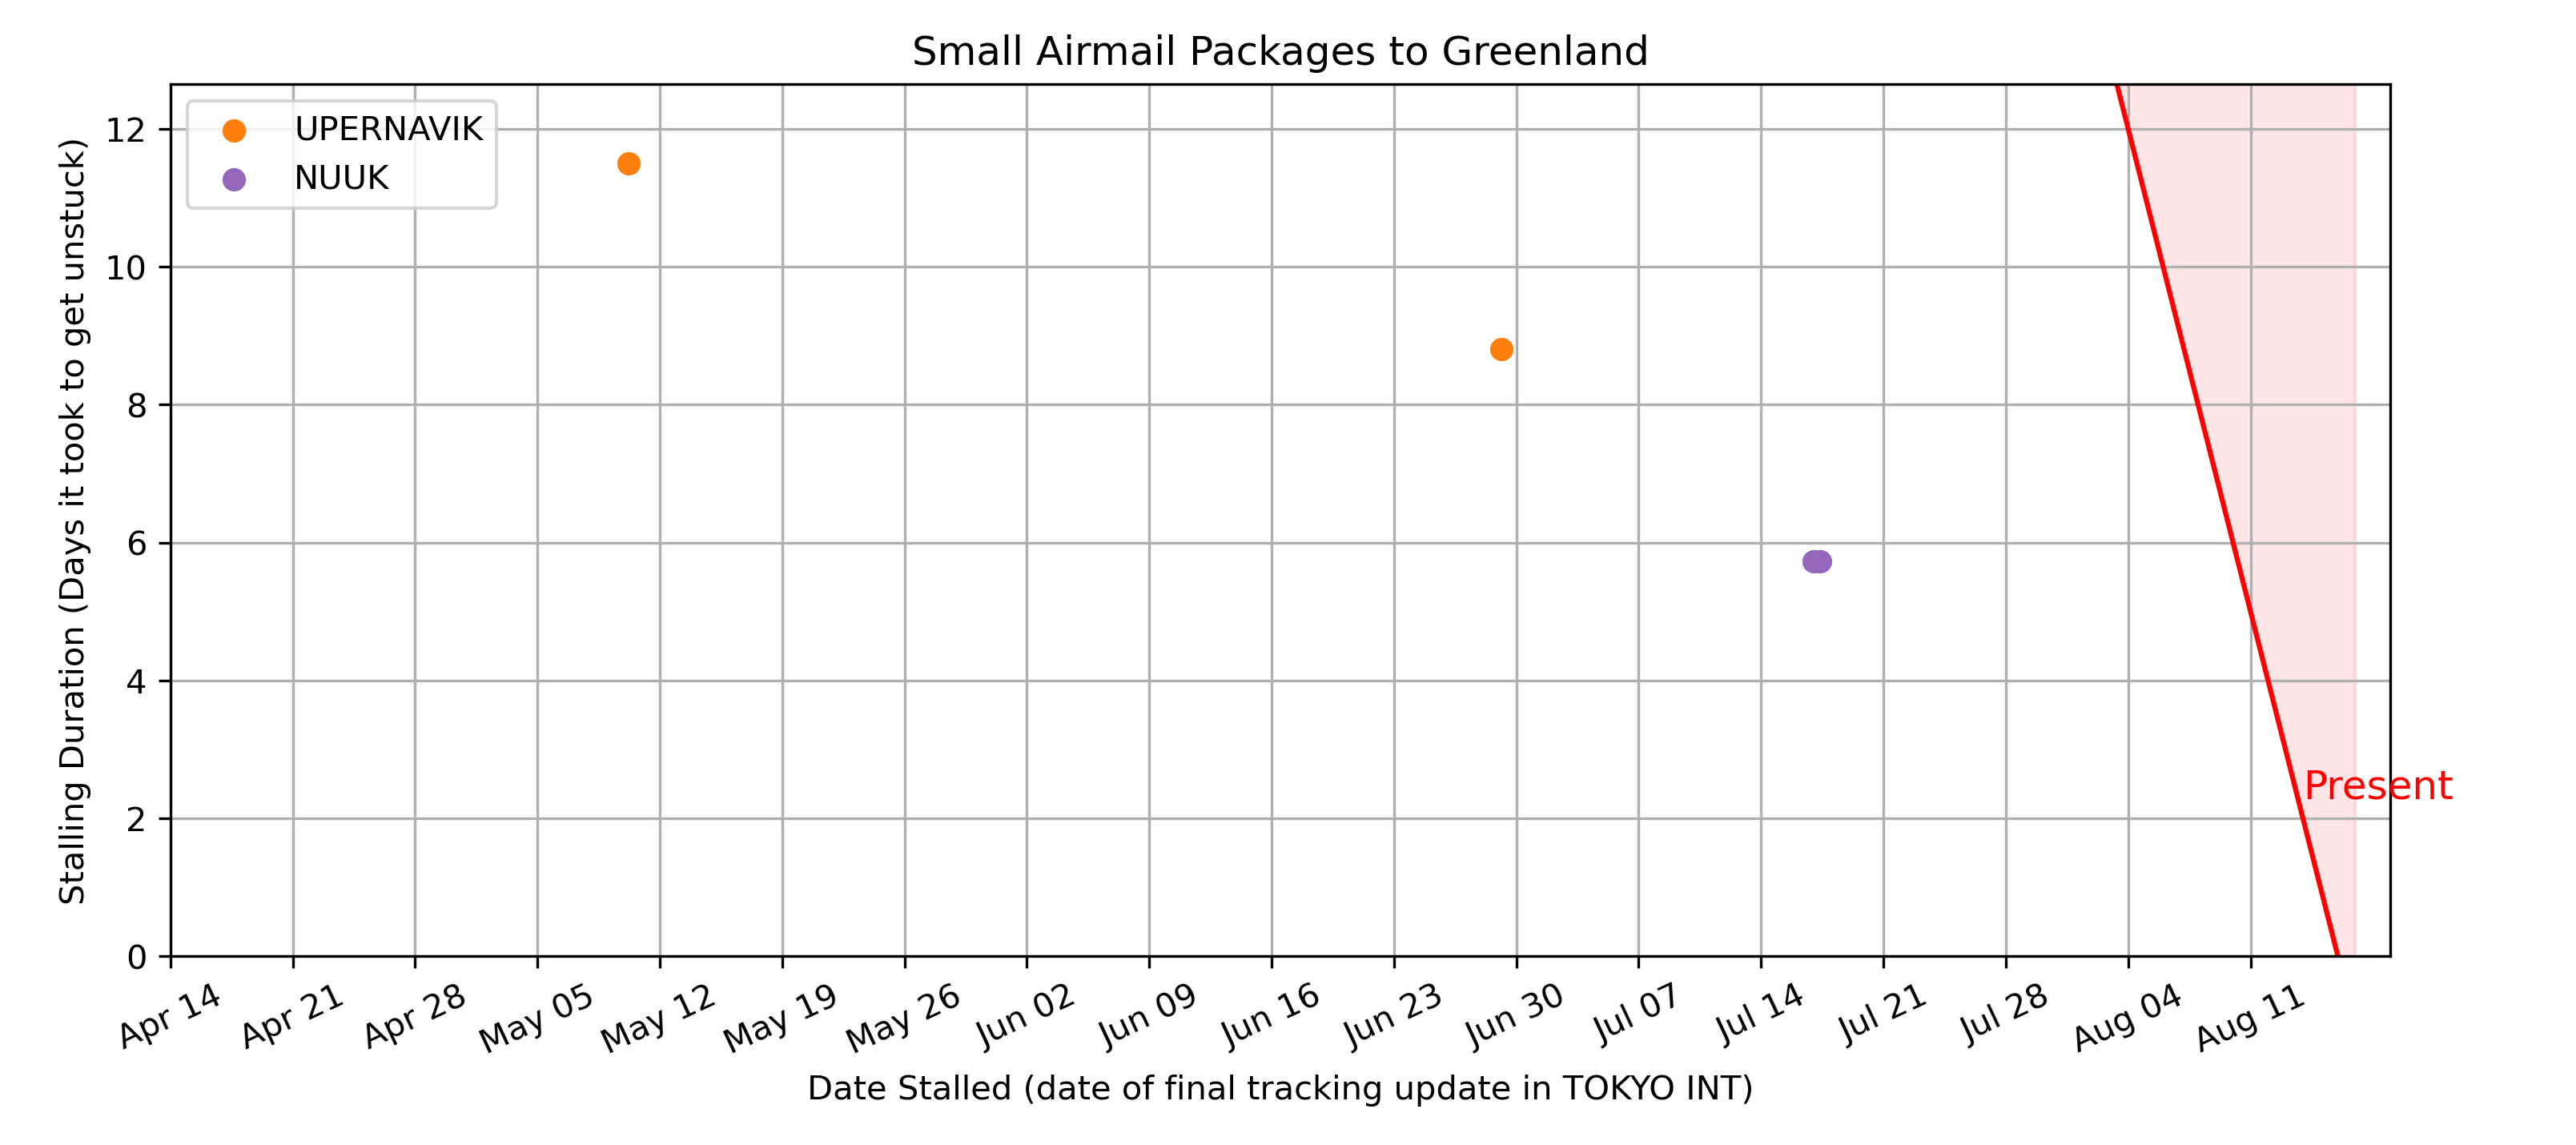 Small Airmail Packages to Greenland
UPERNAVIK
NUUK
Stalling Duration (Days it took to get unstuck)
12
10
8
6
4
2
0
Present
Apr 14 Apr 21 Apr 28 May 05 May 12 May 19 May 26 Jun 02 Jun 09 Jun 16 Jun 23 Jun 30 Jul 07 Jul 14 Jul 21 Jul 28 Aug 04 Aug 11
Date Stalled (date of final tracking update in TOKYO INT)